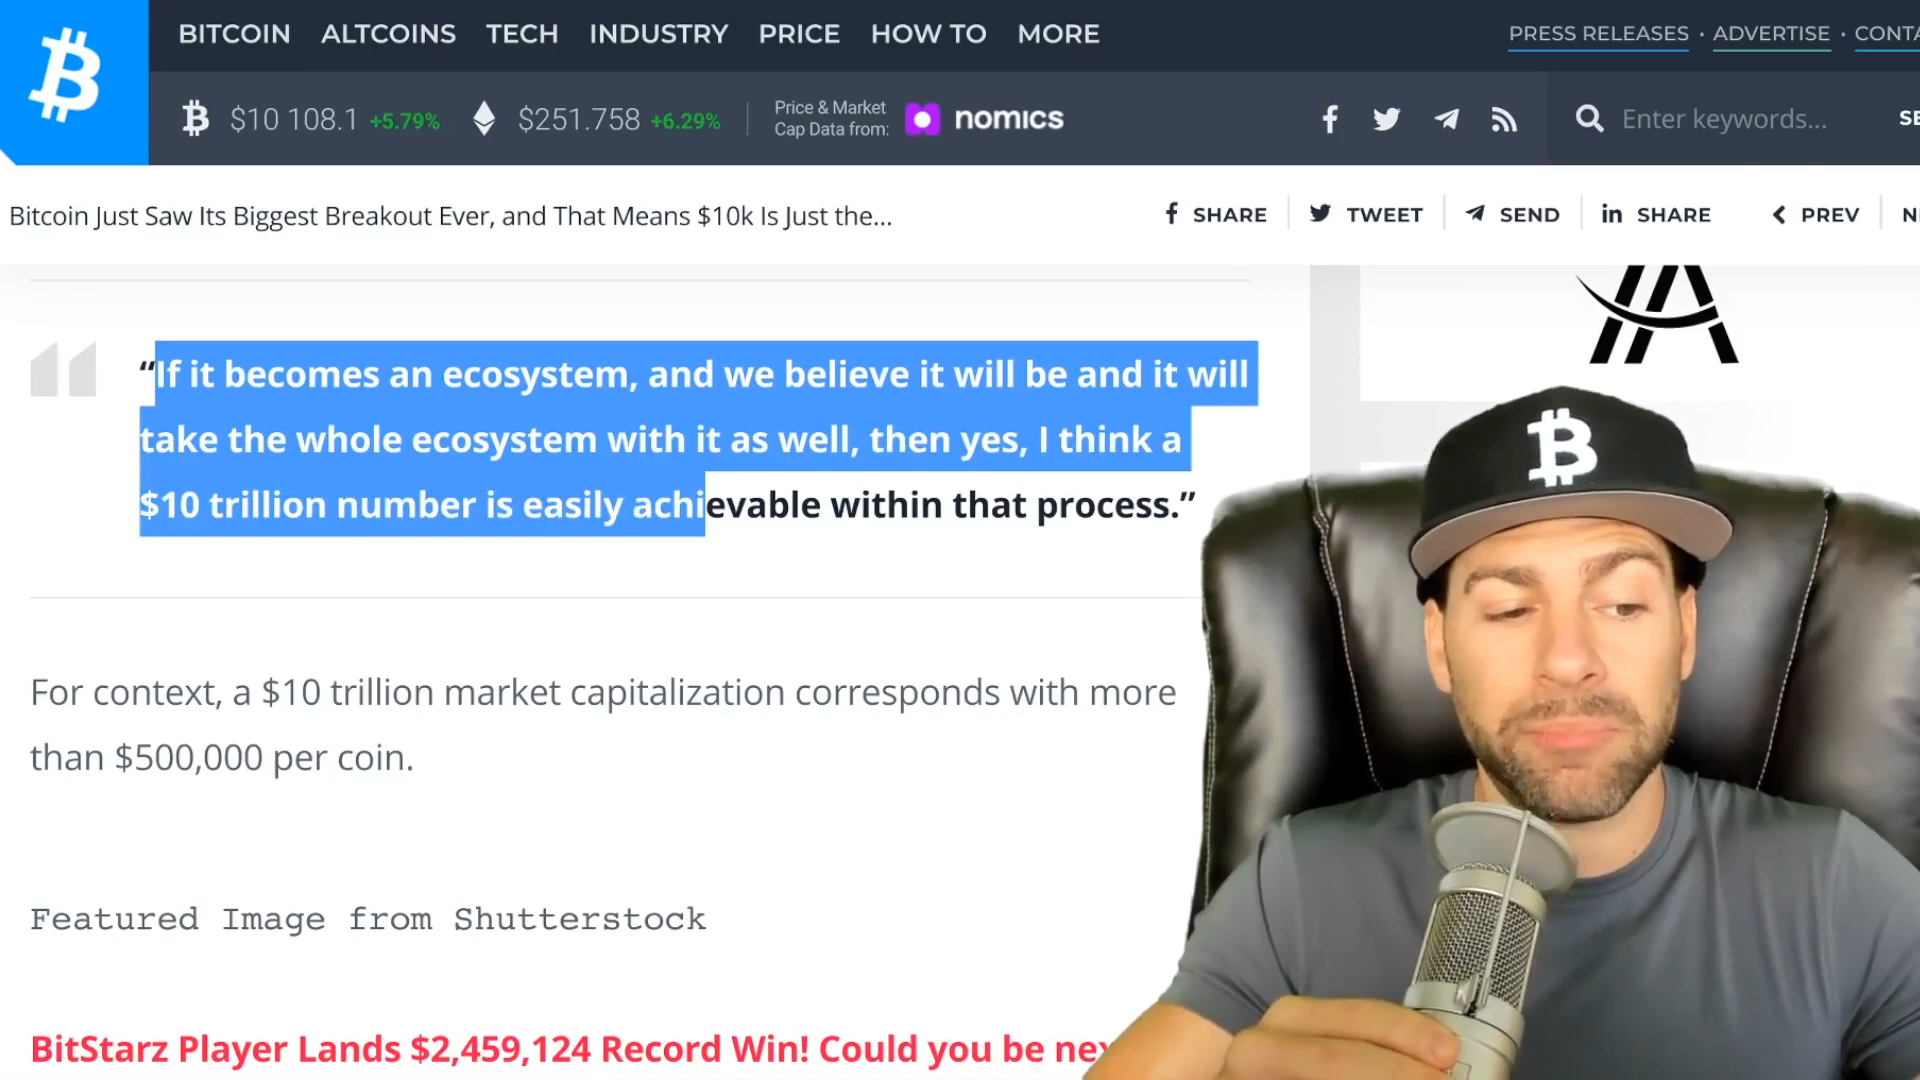 BITCOIN ALTCOINS TECH INDUSTRY PRICE HOW TO MORE
PRESS RELEASES · ADVERTISE ·
$10 108.1 +5.79% $251.758 +6.29%
Price & Market
Cap Data from:
nomics
Enter keywords...
Bitcoin Just Saw Its Biggest Breakout Ever, and That Means $10k Is Just the...
SHARE TWEET SEND SHARE PREV
“If it becomes an ecosystem, and we believe it will be and it will
take the whole ecosystem with it as well, then yes, I think a
$10 trillion number is easily achievable within that process.”
For context, a $10 trillion market capitalization corresponds with more
than $500,000 per coin.
Featured Image from Shutterstock
BitStarz Player Lands $2,459,124 Record Win! Could you be